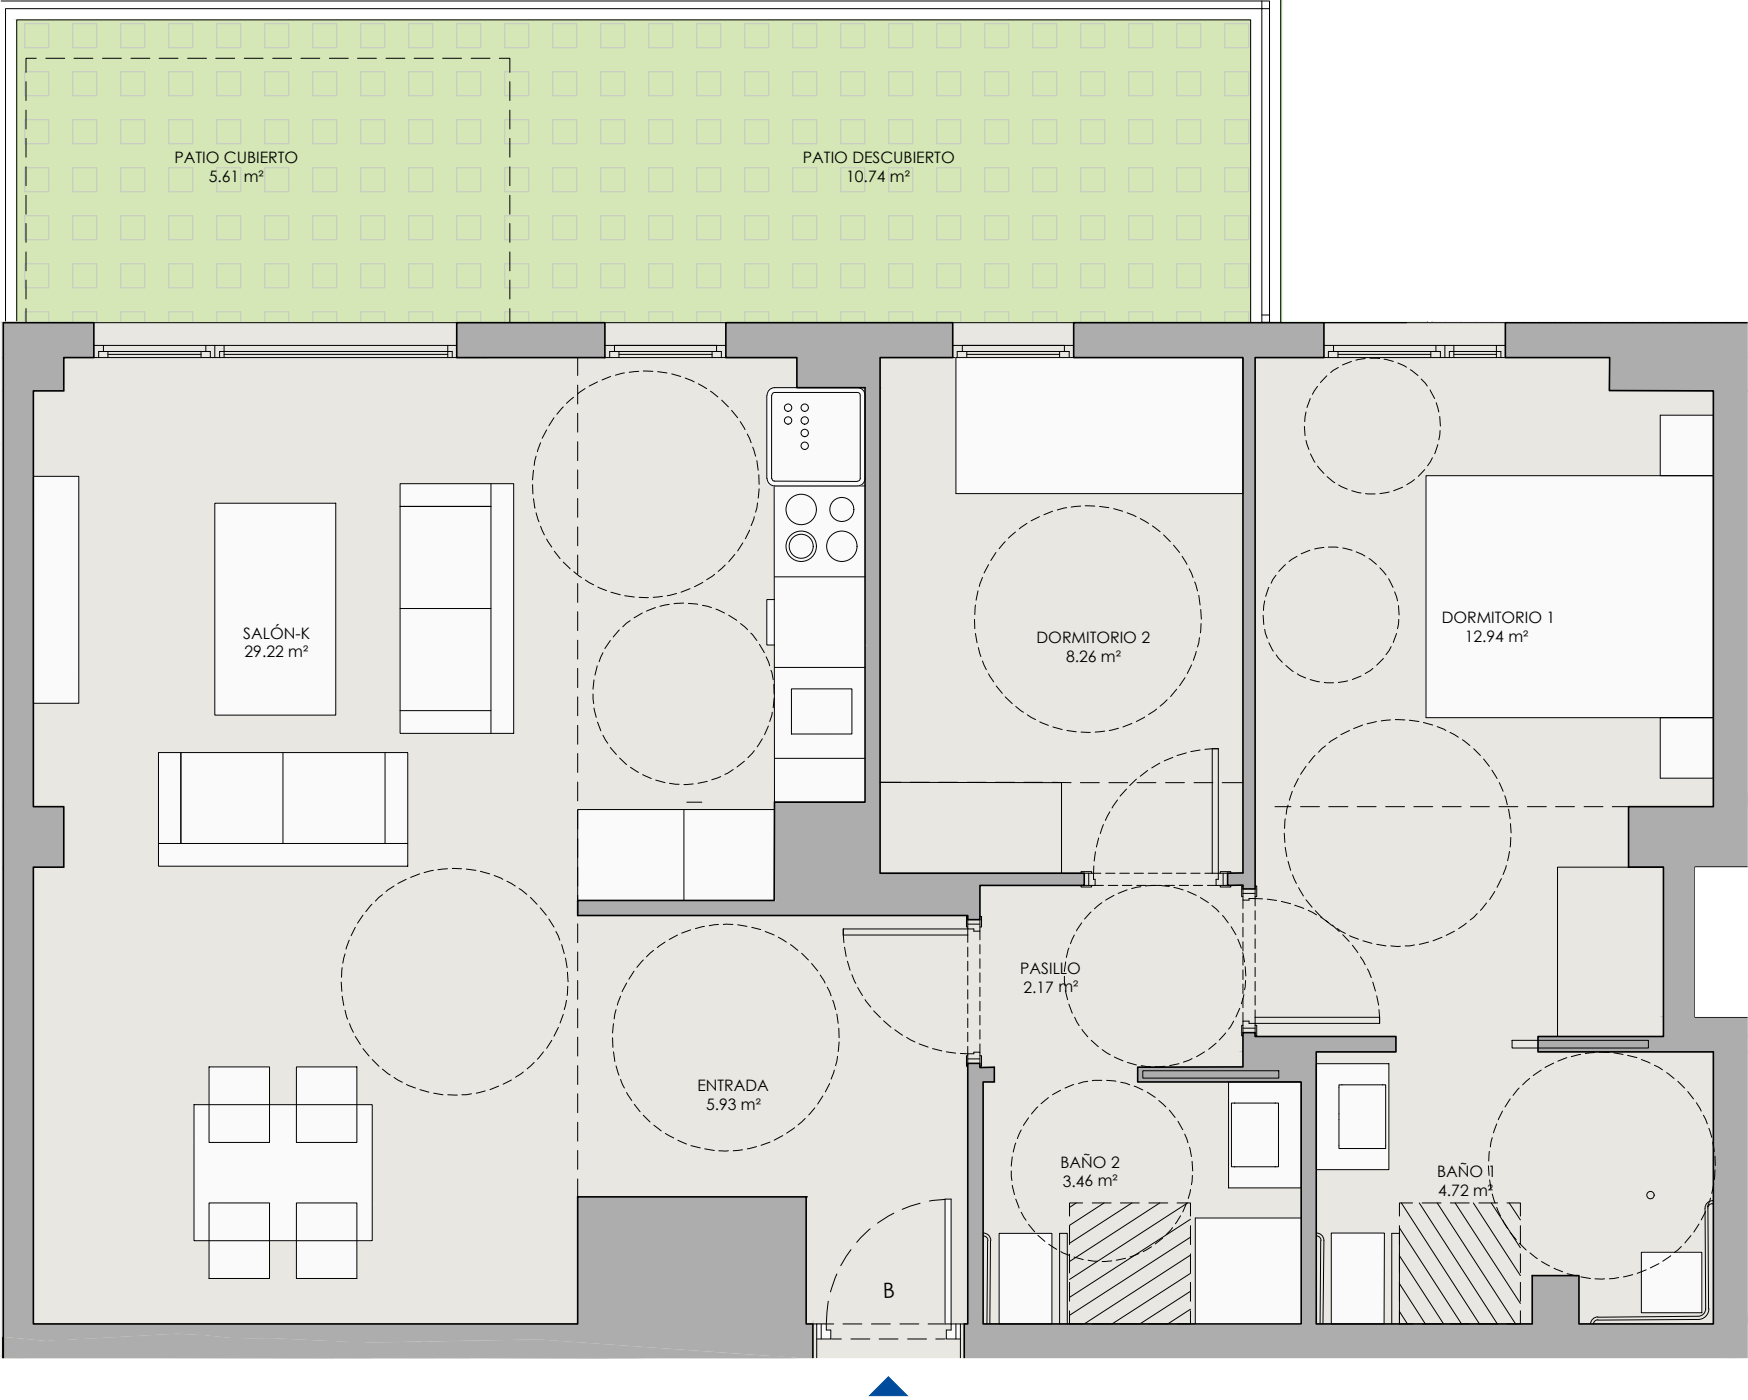 PATIO CUBIERTO
5.61 m²
PATIO DESCUBIERTO
10.74 m²
SALÓN-K
29.22 m²
DORMITORIO 2
8.26 m²
DORMITORIO 1
12.94 m²
PASILLO
2.17 m²
ENTRADA
5.93 m²
BAÑO 2
3.46 m²
BAÑO 1
4.72 m²
B